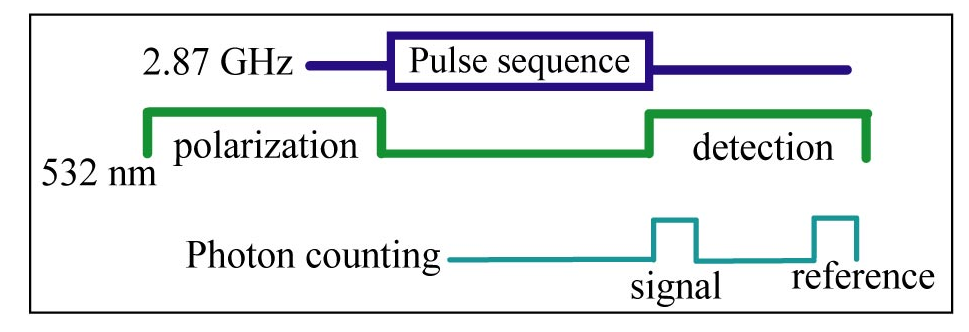 2.87 GHz
Pulse sequence
polarization
detection
532 nm
Photon counting
signal
reference